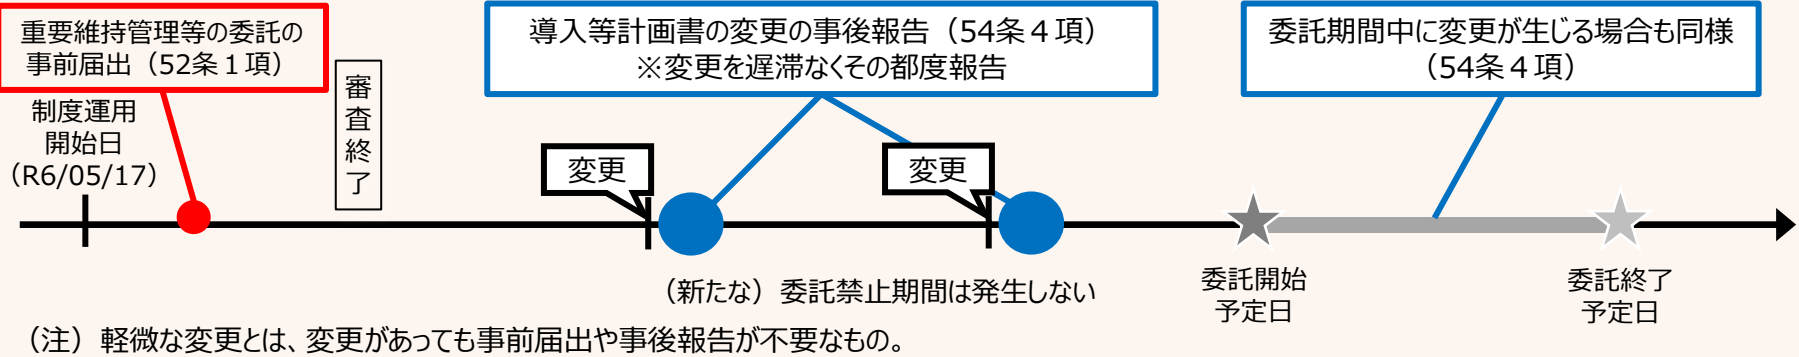 重要維持管理等の委託の
事前届出（52条１項）
導入等計画書の変更の事後報告（54条４項）
※変更を遅滞なくその都度報告
委託期間中に変更が生じる場合も同様
（54条４項）
制度運用
開始日
（R6/05/17）
審査終了
変更
変更
（新たな）委託禁止期間は発生しない
委託開始
予定日
委託終了
予定日
（注）軽微な変更とは、変更があっても事前届出や事後報告が不要なもの。